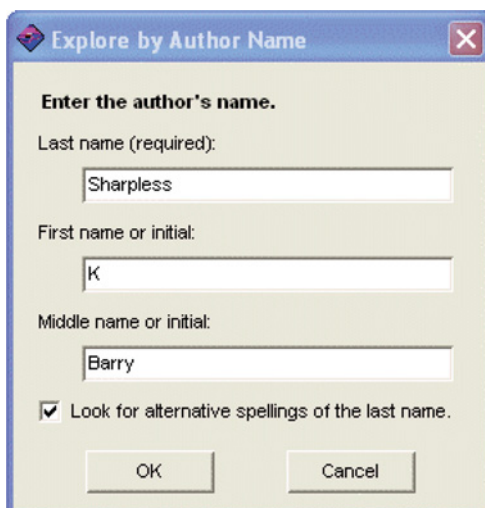 Explore by Author Name
Enter the author's name.
Last name (required):
Sharpless
First name or initial:
K
Middle name or initial:
Barry
Look for alternative spellings of the last name.
OK Cancel